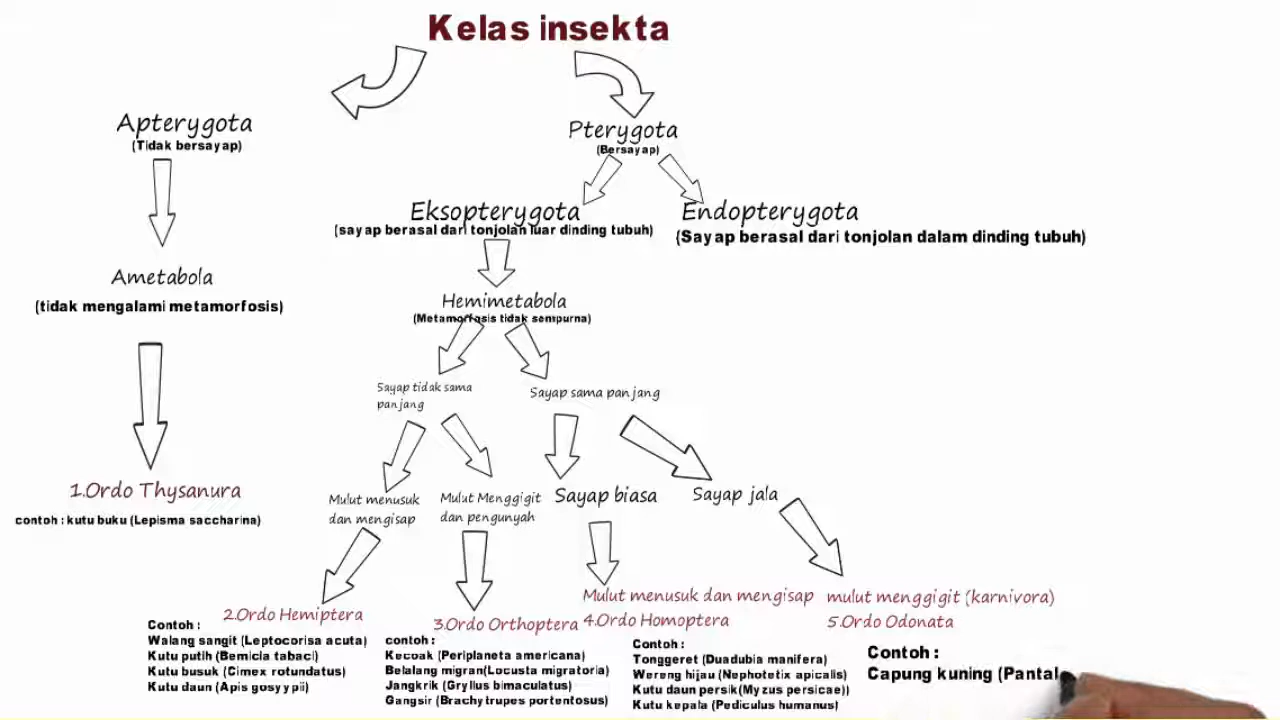 Kelas insekta
Apterygota
(Tidak bersayap)
Pterygota
(Bersayap)
Eksopterygota
(sayap berasal dari tonjolan luar dinding tubuh)
Endopterygota
(Sayap berasal dari tonjolan dalam dinding tubuh)
Ametabola
(tidak mengalami metamorfosis)
Hemimetabola
(Metamorfosis tidak sempurna)
Sayap tidak sama
panjang
Sayap sama panjang
Mulut menusuk
dan mengisap
Mulut Menggigit
dan pengunyah
Sayap biasa
Sayap jala
1.Ordo Thysanura
contoh : kutu buku (Lepisma saccharina)
2.Ordo Hemiptera
Contoh :
Walang sangit (Leptocorisa acuta)
Kutu putih (Bemicia tabaci)
Kutu busuk (Cimex rotundatus)
Kutu daun (Apis gosyypii)
3.Ordo Orthoptera
contoh :
Kecoak (Periplaneta americana)
Belalang migran(Locusta migratoria)
Jangkrik (Gryllus bimaculatus)
Gangsir (Brachytrupes portentosus)
Mulut menusuk dan mengisap
4.Ordo Homoptera
Contoh :
Tonggeret (Duadubia manifera)
Wereng hijau (Nephotetix apicalis)
Kutu daun persik(Myzus persicae))
Kutu kepala (Pediculus humanus)
mulut menggigit (karnivora)
5.Ordo Odonata
Contoh :
Capung kuning (Pantal